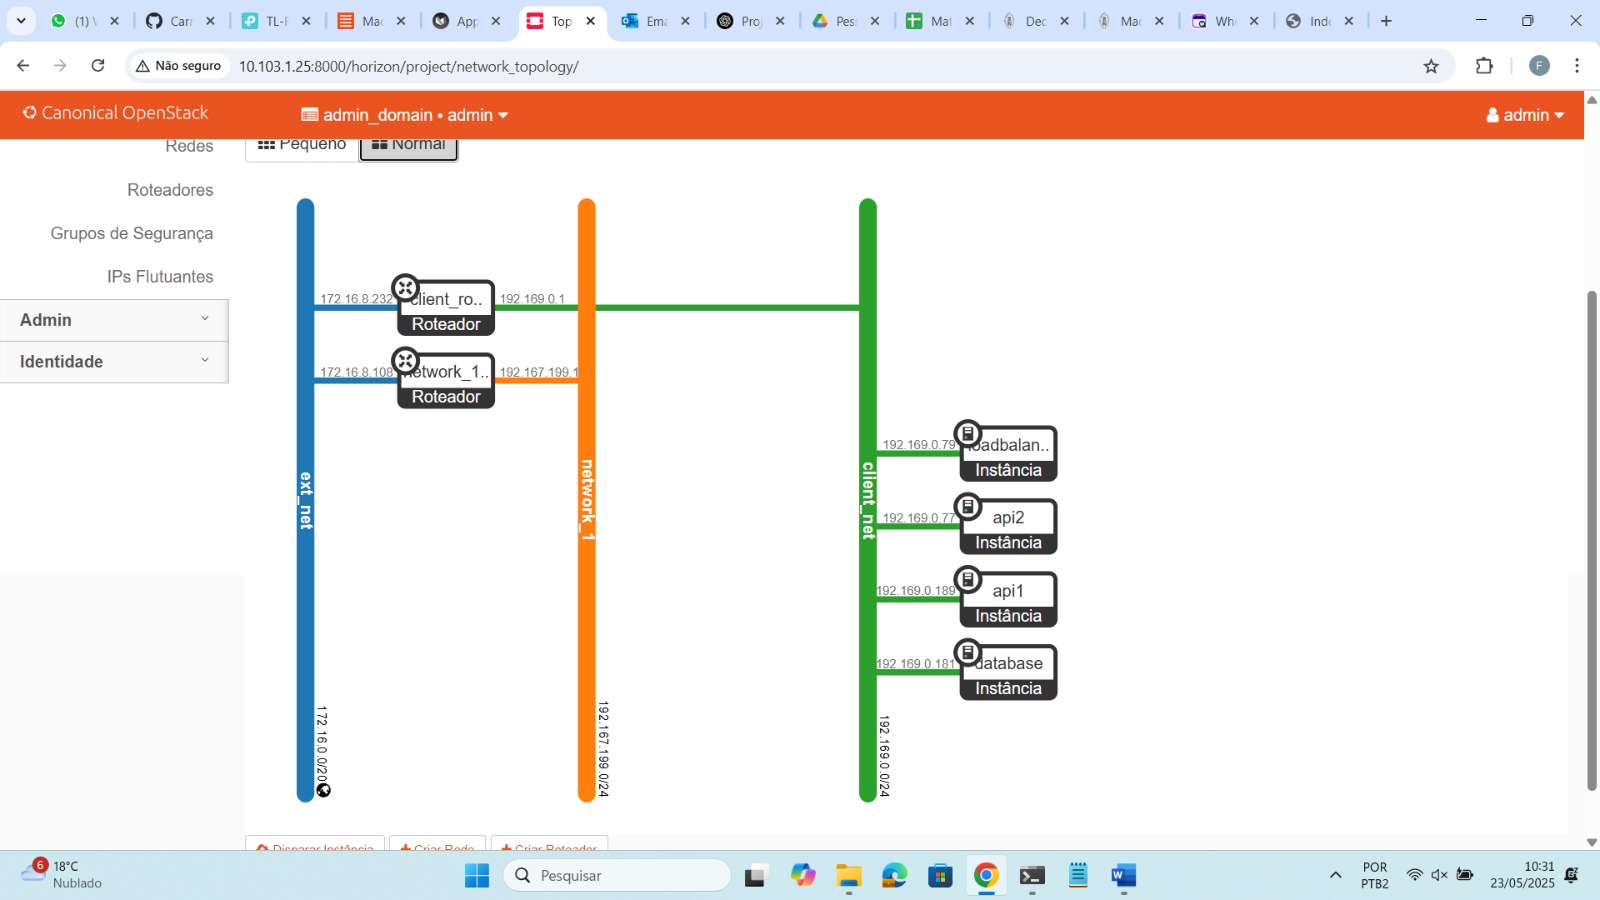 (1) \
Carr
TL-F
Mac
App
Top
Ema
Proj
Pes
Mat
Dec
Mac
Wh
Inde
Não seguro
10.103.1.25:8000/horizon/project/network_topology/
F
Canonical OpenStack
admin_domain • admin
admin
Redes
Pequeno
Normal
Roteadores
Grupos de Segurança
IPs Flutuantes
Admin
Identidade
172.16.8.232
client_ro..
192.169.0.1
Roteador
172.16.8.108
network_1..
192.167.199.1
Roteador
ext_net
network_1
client_net
192.169.0.79
loadbalan..
Instância
192.169.0.77
api2
Instância
192.169.0.189
api1
Instância
192.169.0.181
database
Instância
172.16.0.0/20
192.167.199.0/24
192.169.0.0/24
Disparar Instância
Criar Rede
Criar Roteador
6
18°C
Nublado
Pesquisar
POR
PTB2
10:31
23/05/2025